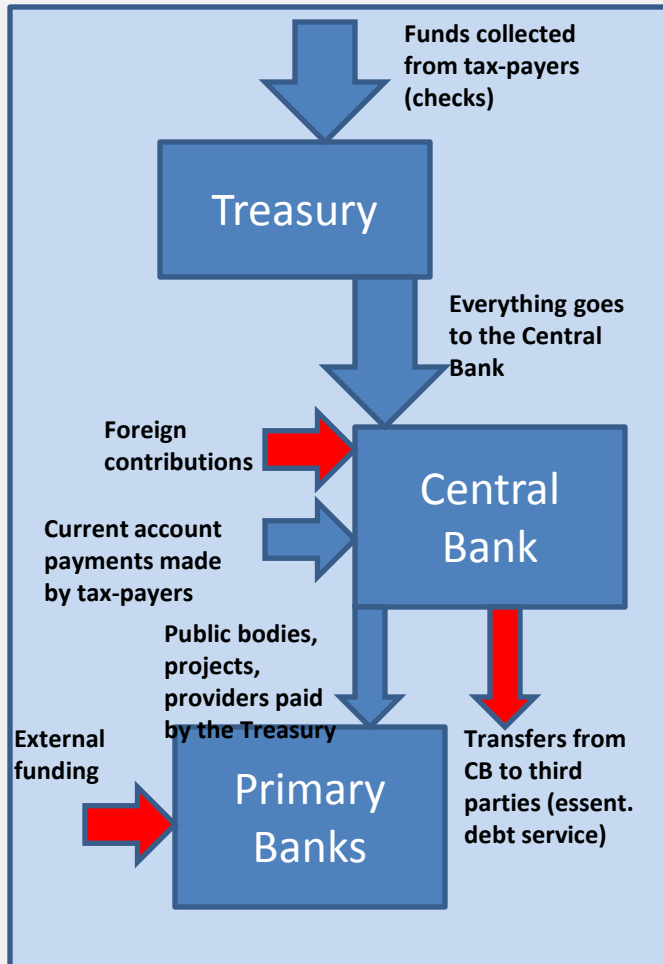 Funds collected
from tax-payers
(checks)
Treasury
Everything goes
to the Central
Bank
Foreign
contributions
Central
Bank
Current account
payments made
by tax-payers
Public bodies,
projects,
providers paid
by the Treasury
External
funding
Primary
Banks
Transfers from
CB to third
parties (essent.
debt service)